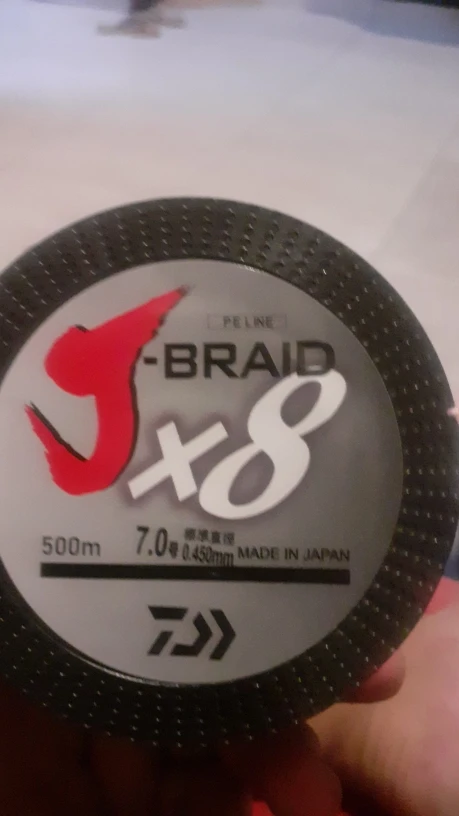 PE LINE
J-BRAID
x8
500m 7.0号 標準直径 0.450mm MADE IN JAPAN